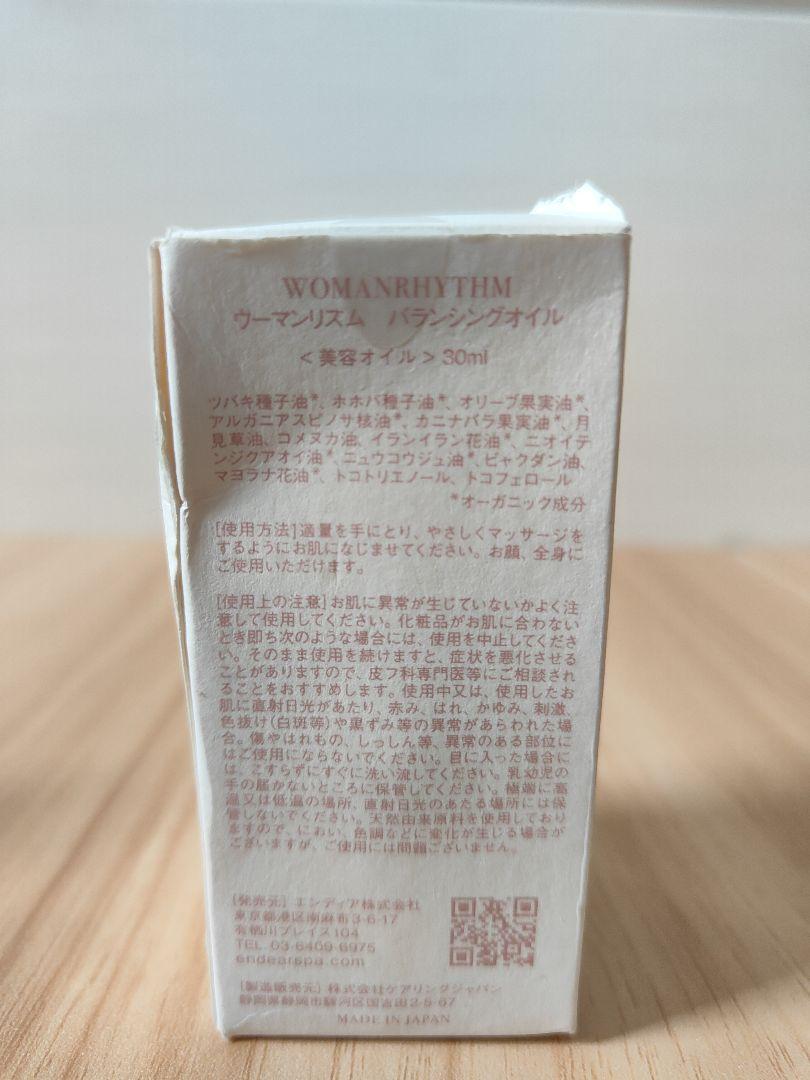 WOMANRHYTHM
ウーマンリズム　バランシングオイル
<美容オイル> 30ml
ツバキ種子油*、ホホバ種子油*、オリーブ果実油*、
アルガニアスピノサ核油*、カニナバラ果実油*、月
見草油、コメヌカ油、イランイラン花油*、ニオイテ
ンジクアオイ油*、ニュウコウジュ油*、ビャクダン油、
マヨラナ花油*、トコトリエノール、トコフェロール
*オーガニック成分
[使用方法]適量を手にとり、やさしくマッサージを
するようにお肌になじませてください。お顔、全身に
ご使用いただけます。
[使用上の注意]お肌に異常が生じていないかよく注
意して使用してください。化粧品がお肌に合わない
とき即ち次のような場合には、使用を中止してくださ
い。そのまま使用を続けますと、症状を悪化させる
ことがありますので、皮フ科専門医等にご相談され
ることをおすすめします。使用中又は、使用したお
肌に直射日光があたり、赤み、はれ、かゆみ、刺激、
色抜け(白斑等)や黒ずみ等の異常があらわれた場
合。傷やはれもの、しっしん等、異常のある部位に
はご使用にならないでください。目に入った場合に
は、こすらずにすぐに洗い流してください。乳幼児の
手の届かないところに保管してください。極端に高
温又は低温の場所、直射日光のあたる場所には保
管しないでください。天然由来原料を使用しており
ますので、におい、色調などに変化が生じる場合が
ございますが、ご使用には問題ございません。
[発売元] エンディア株式会社
東京都港区南麻布3-6-17
有栖川プレイス104
TEL 03-6409-6975
endearspa.com
[製造販売元] 株式会社ケアリングジャパン
静岡県静岡市駿河区国吉田2-5-67
MADE IN JAPAN